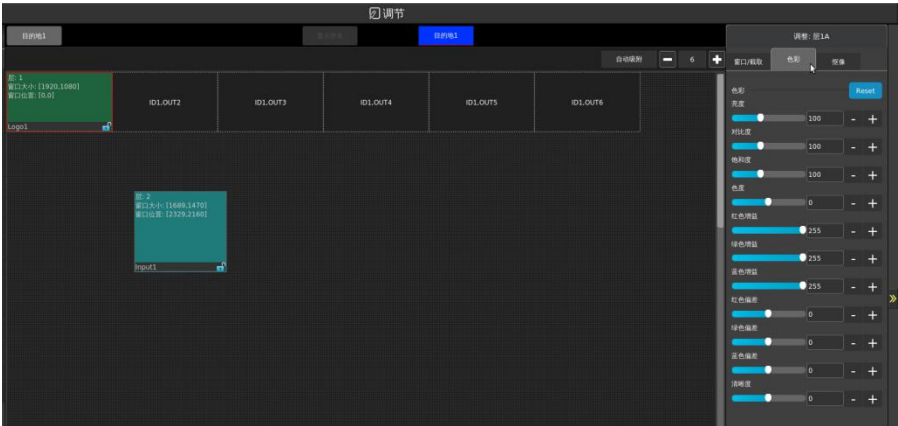 调节
目的地1
目的地1
调整: 层1A
自动吸附
6
窗口/截取
色彩
抠像
层: 1
窗口大小: [1920,1080]
窗口位置: [0,0]
Logo1
ID1,OUT2
ID1,OUT3
ID1,OUT4
ID1,OUT5
ID1,OUT6
层: 2
窗口大小: [1689,1470]
窗口位置: [2329,2160]
Input1
色彩
Reset
亮度
100 - +
对比度
100 - +
饱和度
100 - +
色度
0 - +
红色增益
255 - +
绿色增益
255 - +
蓝色增益
255 - +
红色偏差
0 - +
绿色偏差
0 - +
蓝色偏差
0 - +
清晰度
0 - +